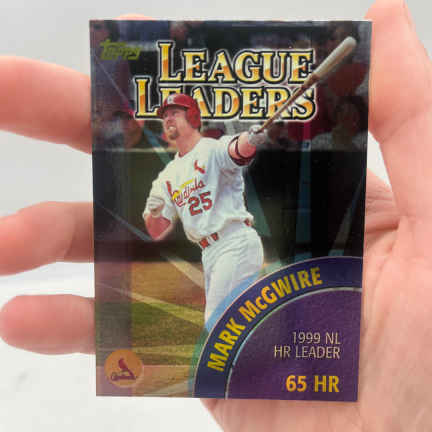 Topps
LEAGUE
LEADERS
Cardinals
25
MARK McGWIRE
1999 NL
HR LEADER
65 HR